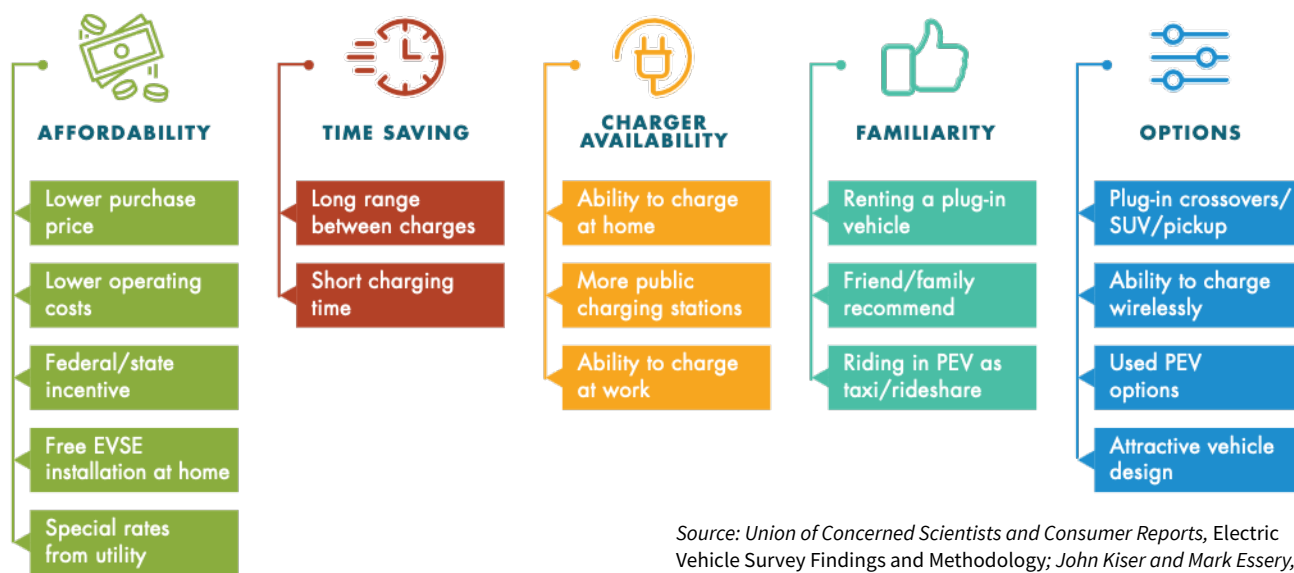 AFFORDABILITY
Lower purchase
price
Lower operating
costs
Federal/state
incentive
Free EVSE
installation at home
Special rates
from utility
TIME SAVING
Long range
between charges
Short charging
time
CHARGER
AVAILABILITY
Ability to charge
at home
More public
charging stations
Ability to charge
at work
FAMILIARITY
Renting a plug-in
vehicle
Friend/family
recommend
Riding in PEV as
taxi/rideshare
OPTIONS
Plug-in crossovers/
SUV/pickup
Ability to charge
wirelessly
Used PEV
options
Attractive vehicle
design
Source: Union of Concerned Scientists and Consumer Reports, Electric
Vehicle Survey Findings and Methodology; John Kiser and Mark Essery,